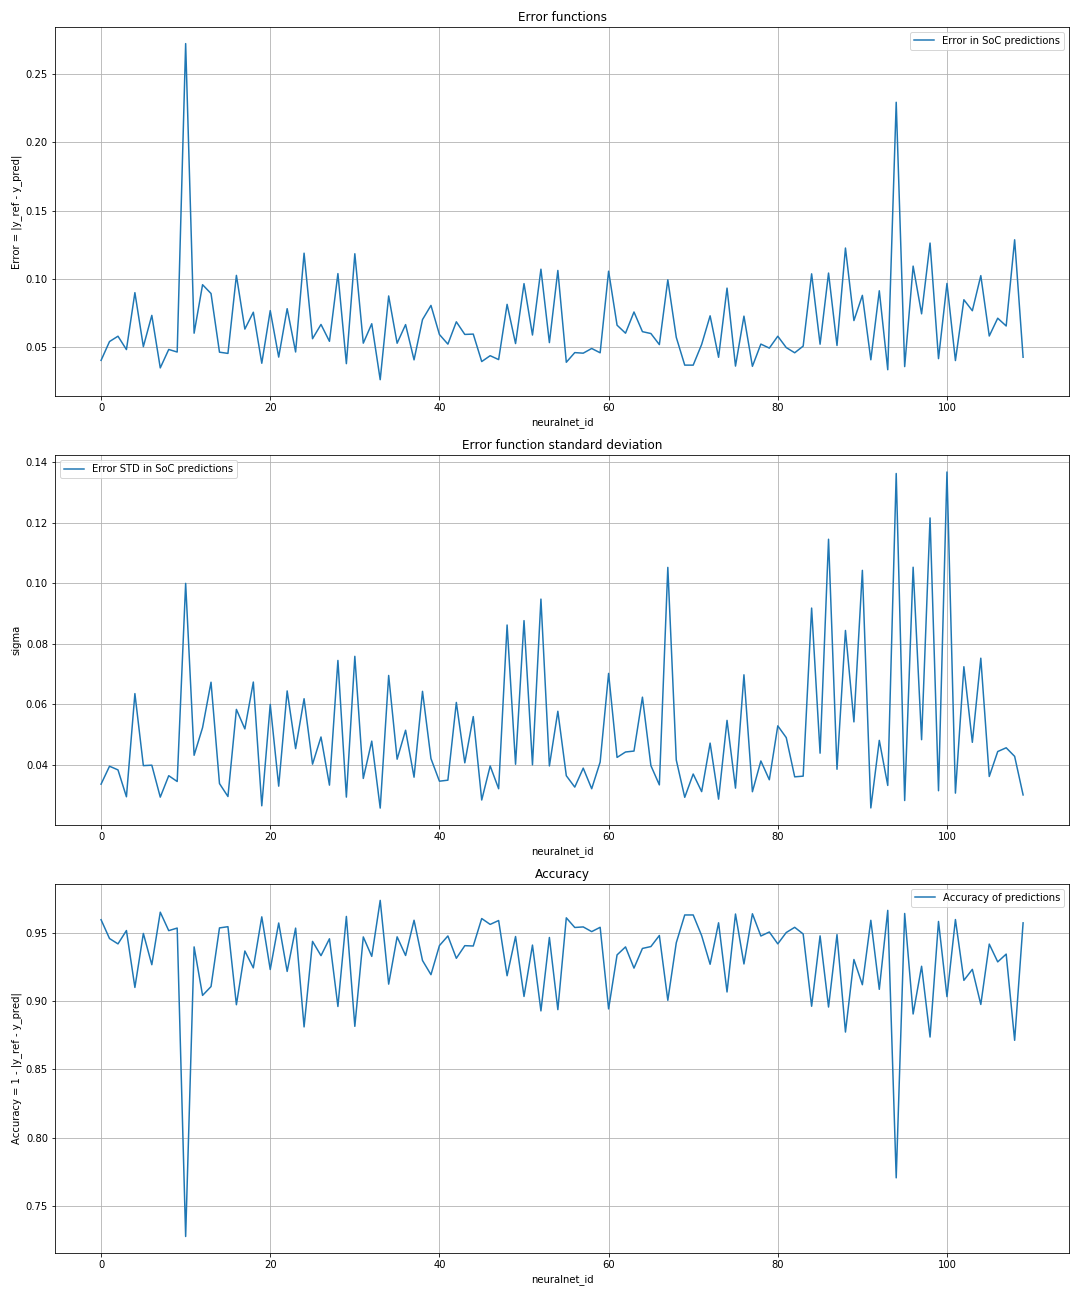 Error functions
Error in SoC predictions
Error = |y_ref - y_pred|
0.25
0.20
0.15
0.10
0.05
0 20 40 60 80 100
neuralnet_id
Error function standard deviation
Error STD in SoC predictions
sigma
0.14
0.12
0.10
0.08
0.06
0.04
0 20 40 60 80 100
neuralnet_id
Accuracy
Accuracy of predictions
Accuracy = 1 - |y_ref - y_pred|
0.95
0.90
0.85
0.80
0.75
0 20 40 60 80 100
neuralnet_id